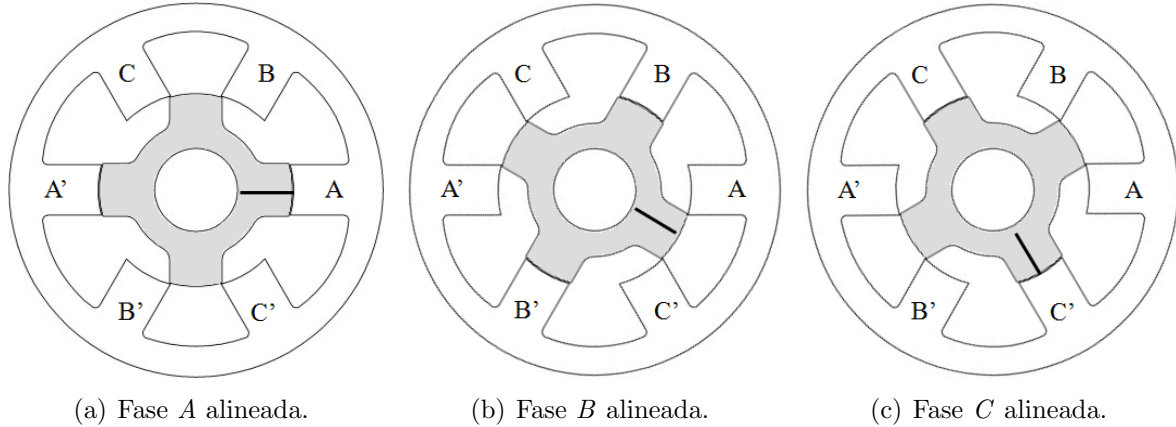 C B
A' A
B' C'
(a) Fase A alineada.
C B
A' A
B' C'
(b) Fase B alineada.
C B
A' A
B' C'
(c) Fase C alineada.